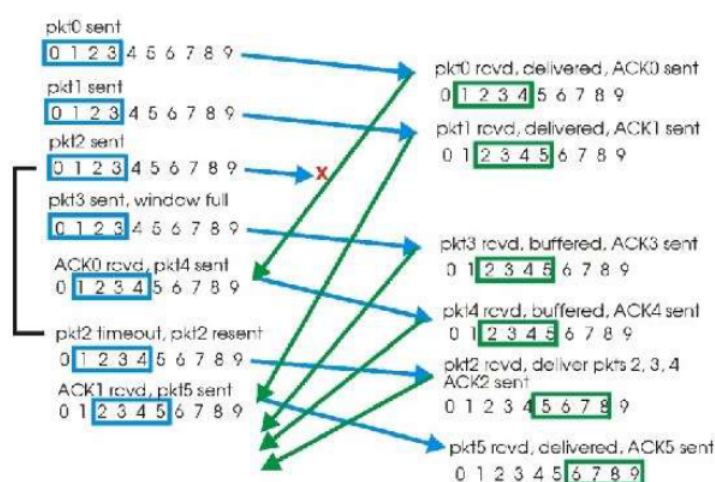 pkt0 sent
0 1 2 3 4 5 6 7 8 9
pkt1 sent
0 1 2 3 4 5 6 7 8 9
pkt2 sent
0 1 2 3 4 5 6 7 8 9
X
pkt3 sent, window full
0 1 2 3 4 5 6 7 8 9
ACK0 rcvd, pkt4 sent
0 1 2 3 4 5 6 7 8 9
pkt2 timeout, pkt2 resent
0 1 2 3 4 5 6 7 8 9
ACK1 rcvd, pkt5 sent
0 1 2 3 4 5 6 7 8 9
pkt0 rcvd, delivered, ACK0 sent
0 1 2 3 4 5 6 7 8 9
pkt1 rcvd, delivered, ACK1 sent
0 1 2 3 4 5 6 7 8 9
pkt3 rcvd, buffered, ACK3 sent
0 1 2 3 4 5 6 7 8 9
pkt4 rcvd, buffered, ACK4 sent
0 1 2 3 4 5 6 7 8 9
pkt2 rcvd, deliver pkts 2, 3, 4
ACK2 sent
0 1 2 3 4 5 6 7 8 9
pkt5 rcvd, delivered, ACK5 sent
0 1 2 3 4 5 6 7 8 9